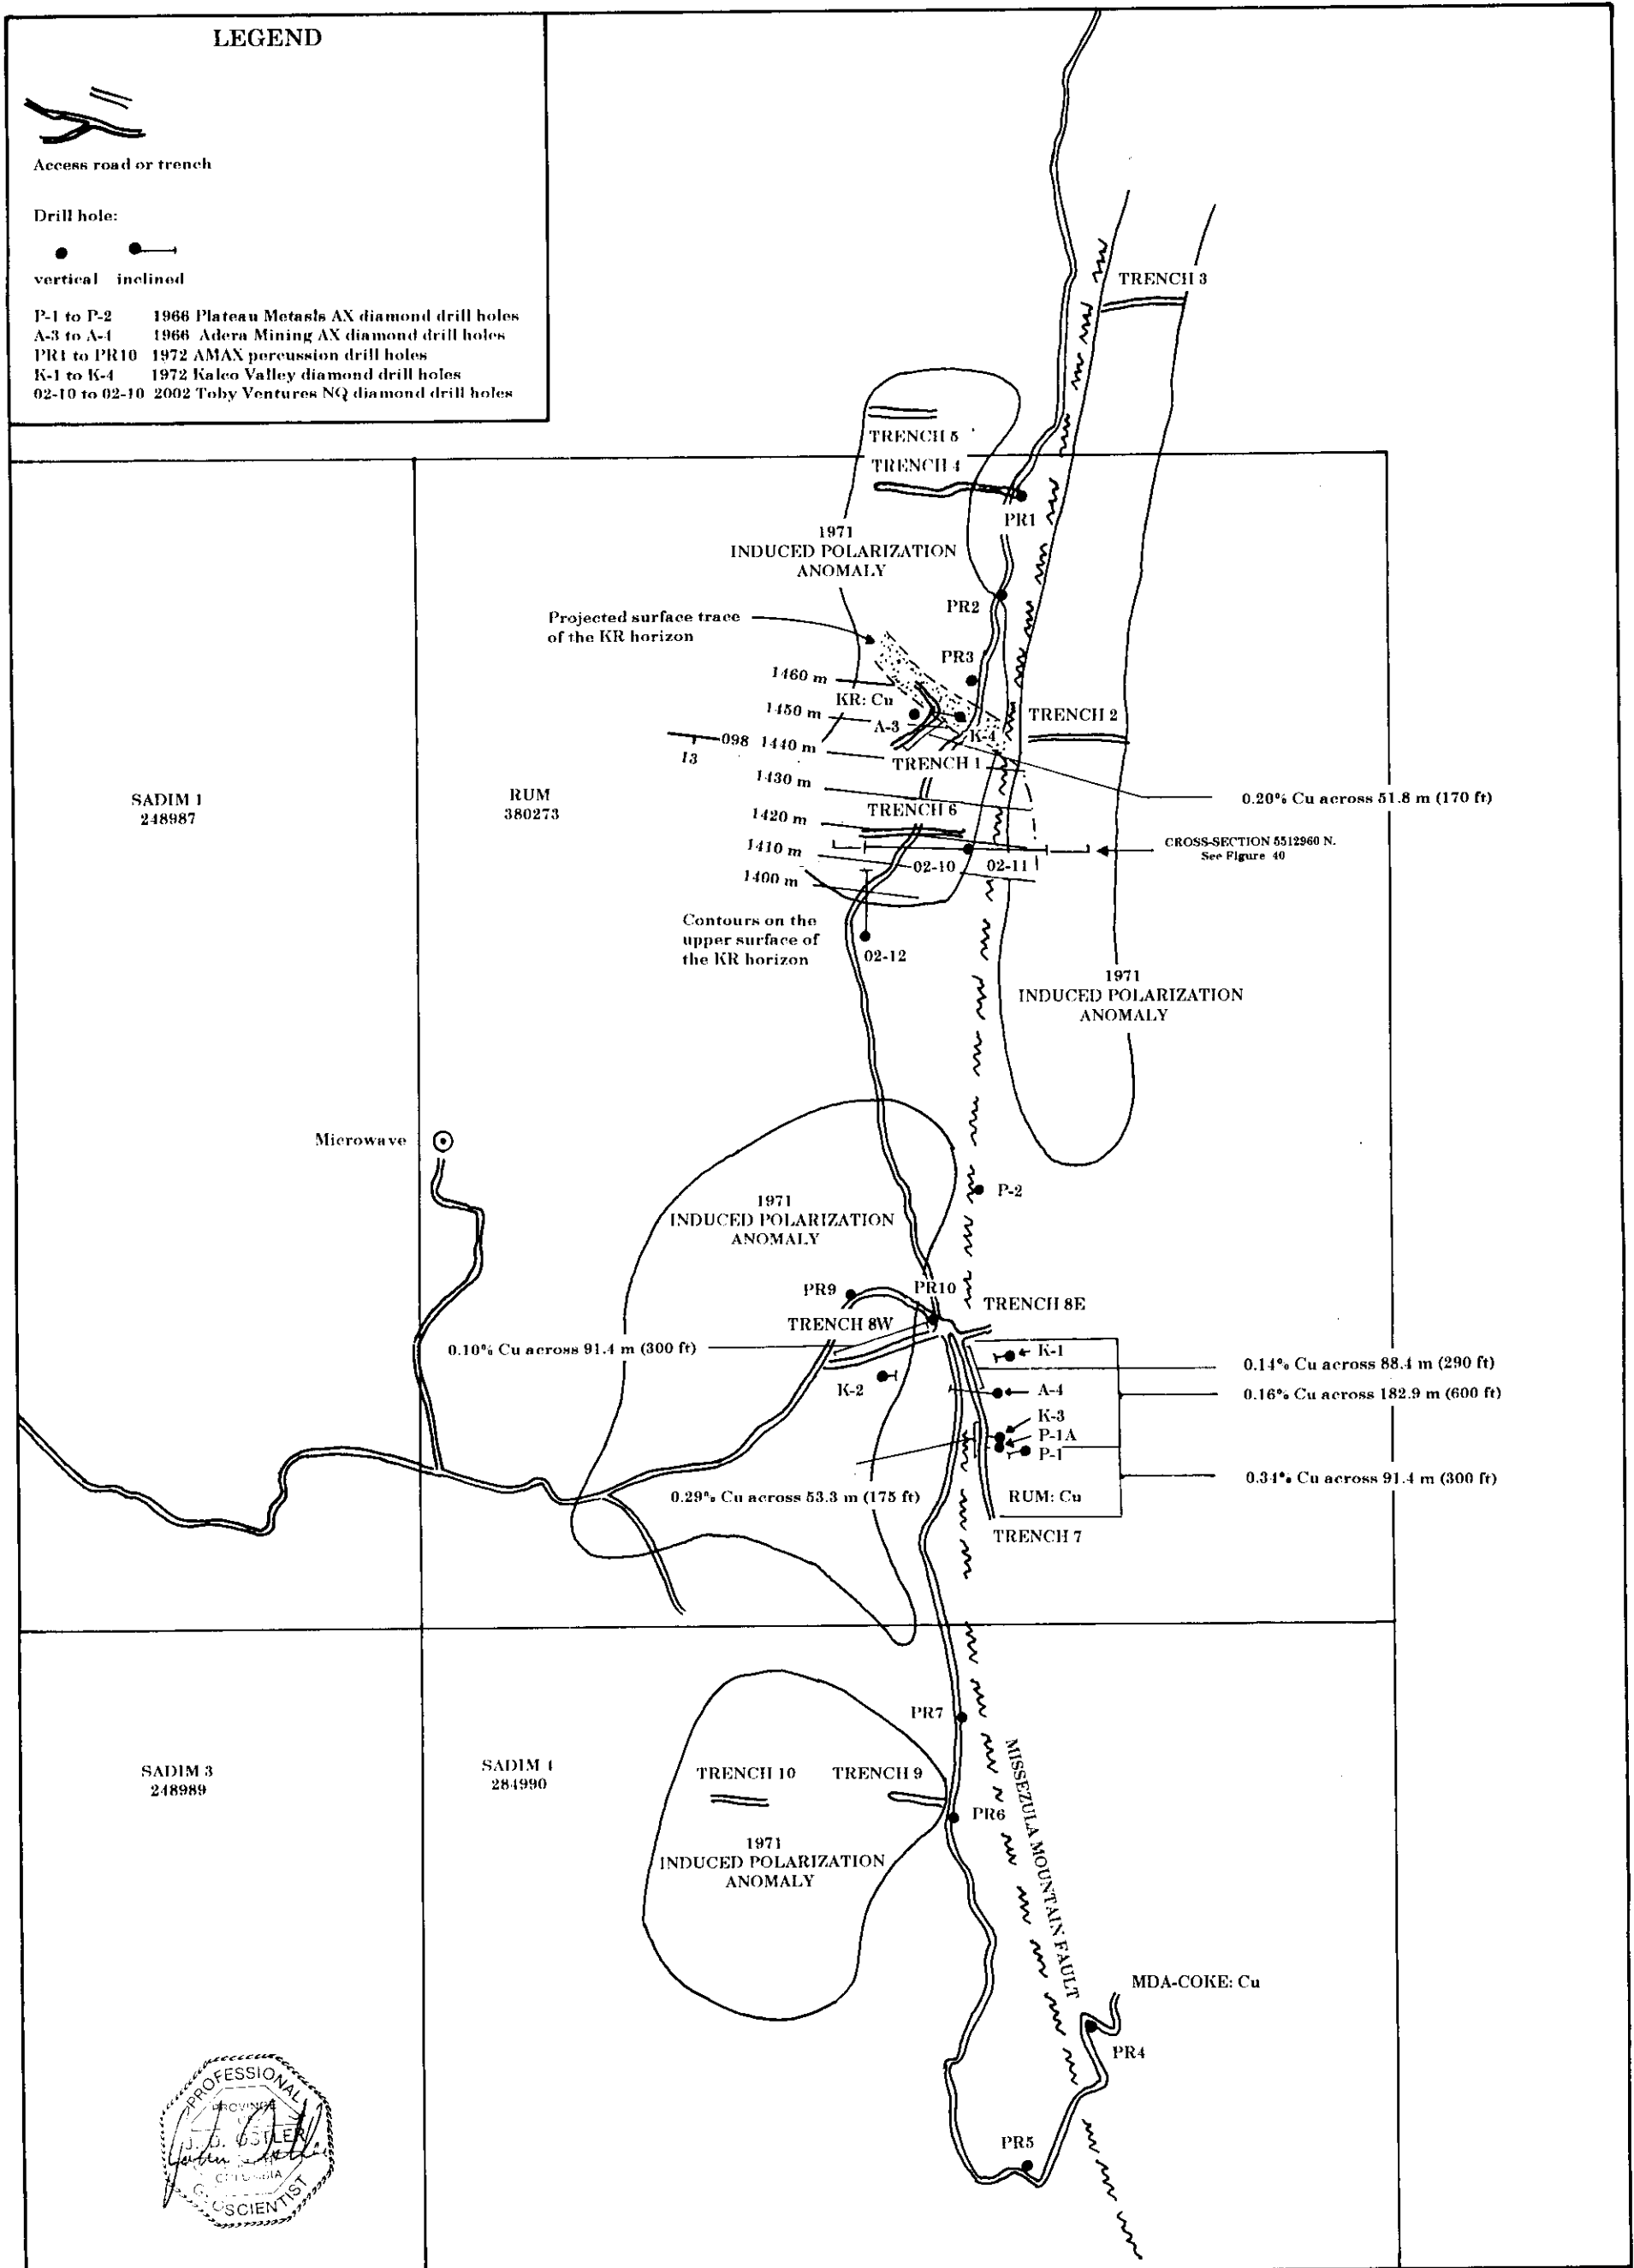 LEGEND
Access road or trench
Drill hole:
vertical inclined
P-1 to P-2 1966 Plateau Metasls AX diamond drill holes
A-3 to A-4 1966 Adera Mining AX diamond drill holes
PR1 to PR10 1972 AMAX percussion drill holes
K-1 to K-4 1972 Kalco Valley diamond drill holes
02-10 to 02-10 2002 Toby Ventures NQ diamond drill holes
TRENCH 3
TRENCH 5
TRENCH 4
PR1
1971
INDUCED POLARIZATION
ANOMALY
PR2
Projected surface trace
of the KR horizon
PR3
1460 m
KR: Cu
1450 m
A-3
K-4
TRENCH 2
098
1440 m
13
TRENCH 1
1430 m
0.20% Cu across 51.8 m (170 ft)
SADIM 1
248987
RUM
380273
1420 m
TRENCH 6
CROSS-SECTION 5512960 N.
See Figure 40
1410 m
02-10
02-11
1400 m
Contours on the
upper surface of
the KR horizon
02-12
1971
INDUCED POLARIZATION
ANOMALY
Microwave
P-2
1971
INDUCED POLARIZATION
ANOMALY
PR9
PR10
TRENCH 8E
TRENCH 8W
0.10% Cu across 91.4 m (300 ft)
K-1
0.14% Cu across 88.4 m (290 ft)
K-2
A-4
0.16% Cu across 182.9 m (600 ft)
K-3
P-1A
P-1
0.34% Cu across 91.4 m (300 ft)
0.29% Cu across 53.3 m (175 ft)
RUM: Cu
TRENCH 7
PR7
MISSEZULA MOUNTAIN FAULT
SADIM 3
248989
SADIM 4
284990
TRENCH 10
TRENCH 9
PR6
1971
INDUCED POLARIZATION
ANOMALY
MDA-COKE: Cu
PR4
PR5
PROFESSIONAL
PROVINCE
J. G. OSTLER
COLUMBIA
GEOSCIENTIST